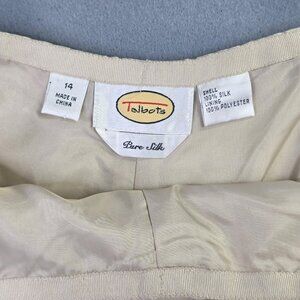 14
MADE IN
CHINA
Talbots
Pure Silk
SHELL
100% SILK
LINING
100% POLYESTER